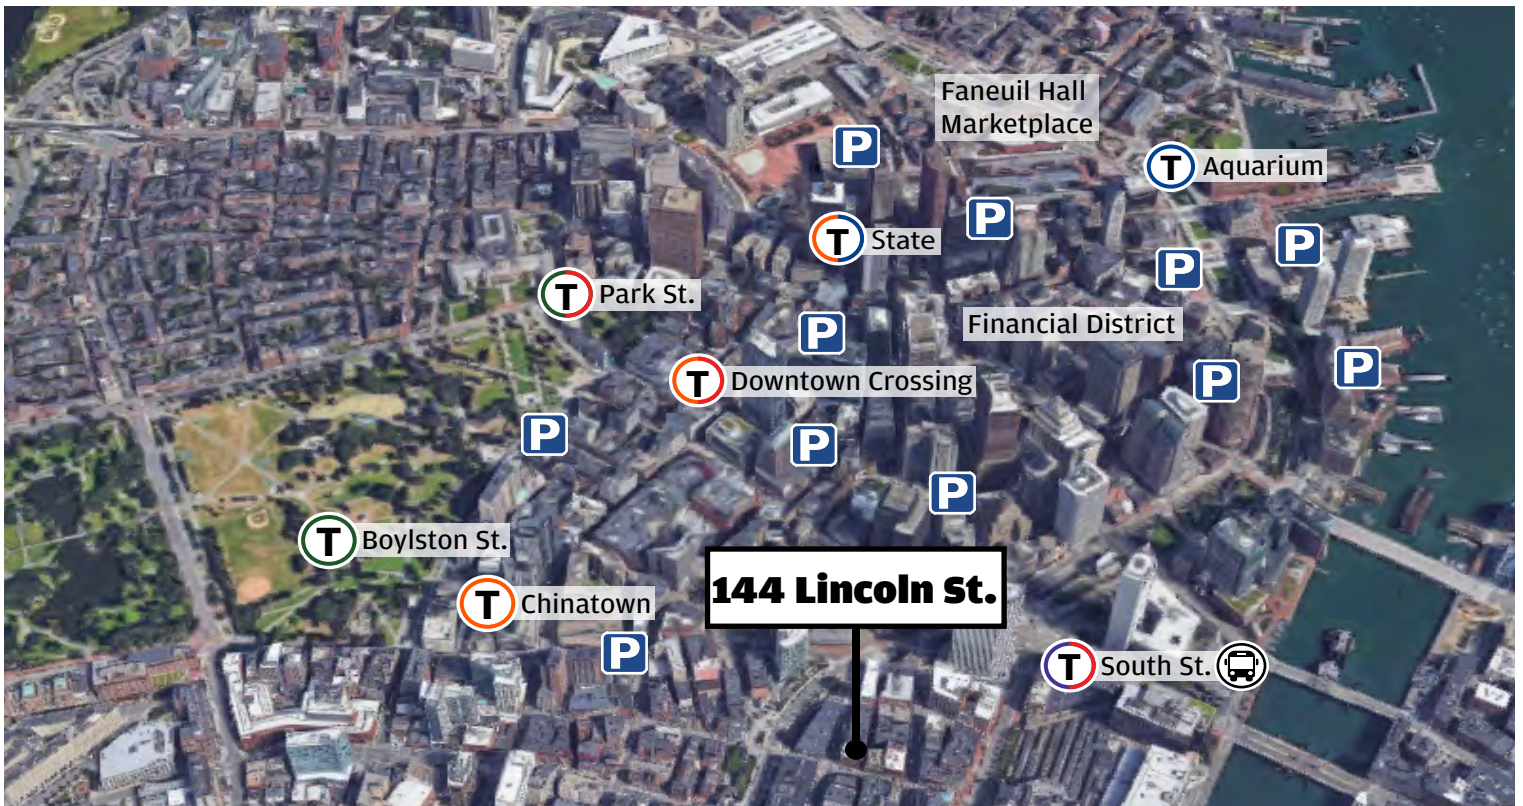 Faneuil Hall
Marketplace
P
T Aquarium
P
T State
P
P
T Park St.
Financial District
P
P
T Downtown Crossing
P
P
P
P
T Boylston St.
144 Lincoln St.
T Chinatown
P
T South St.